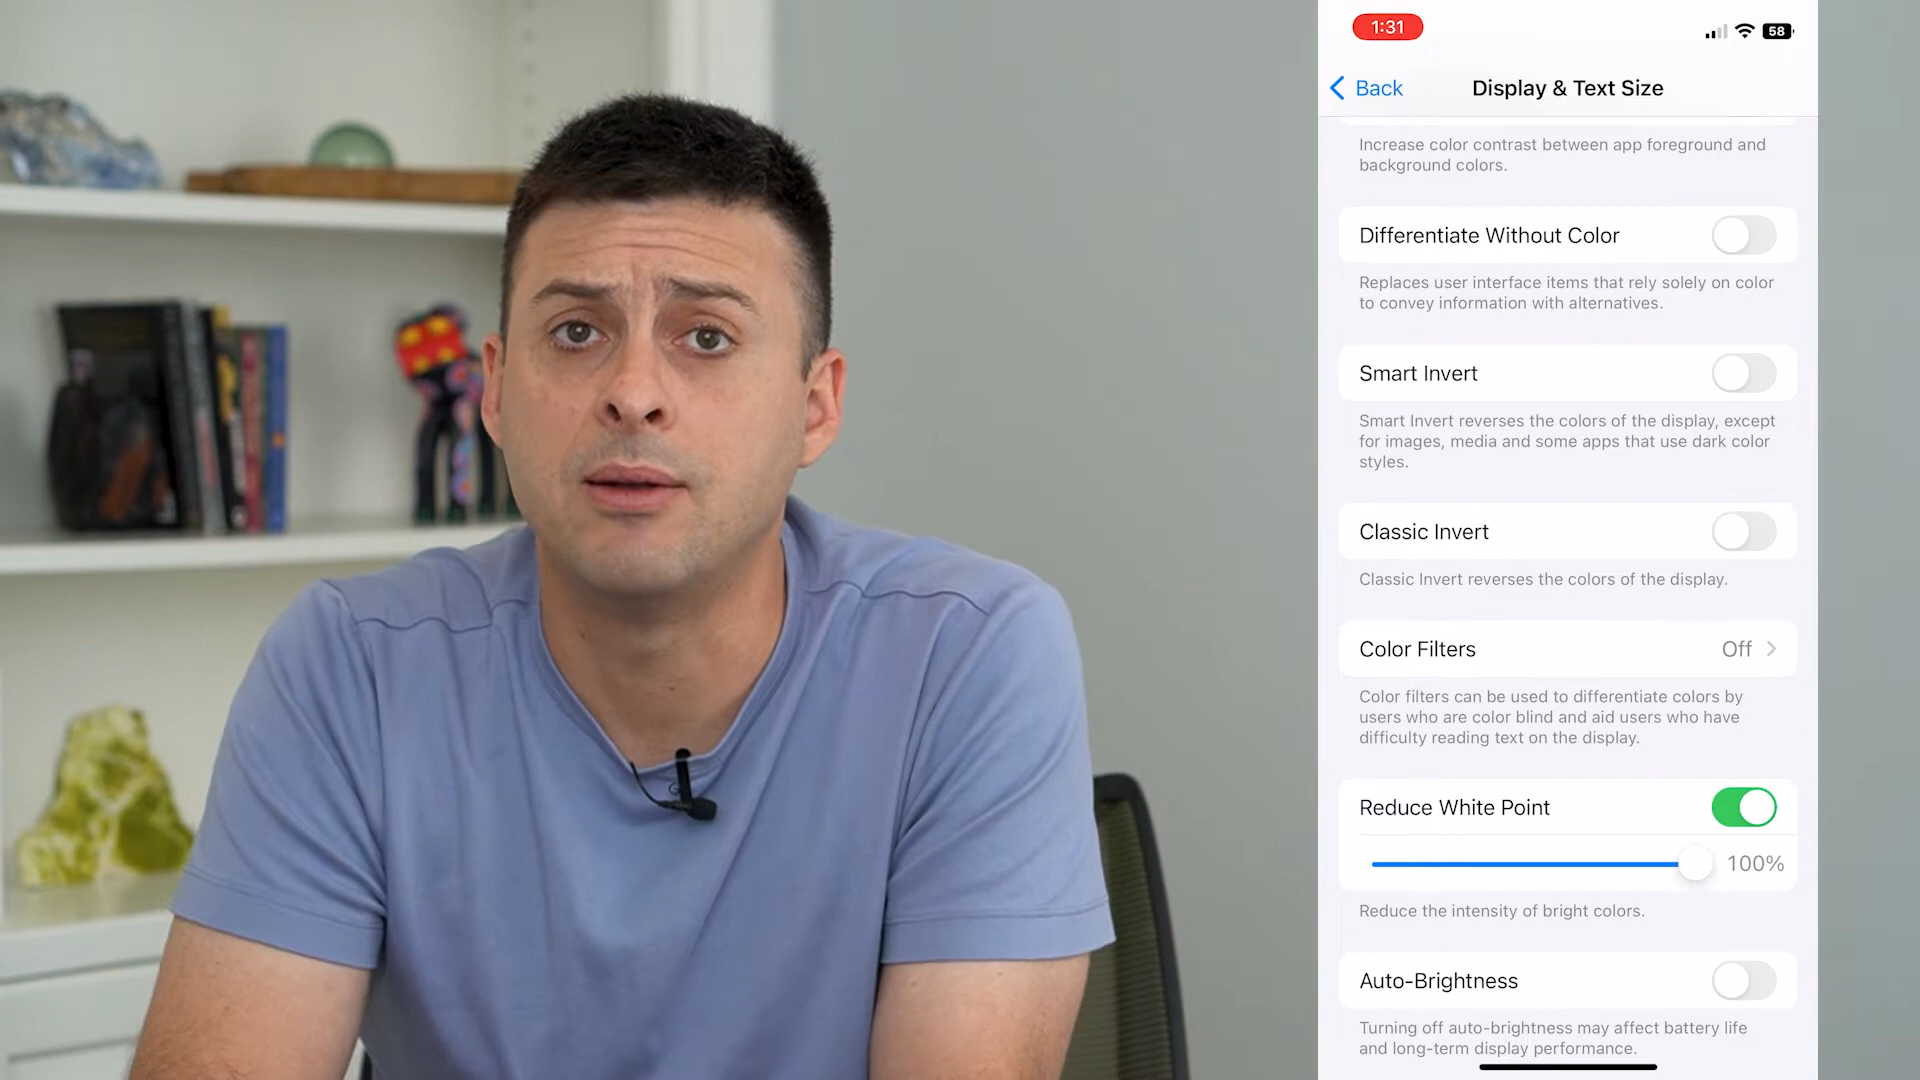 1:31
58
Back
Display & Text Size
Increase color contrast between app foreground and
background colors.
Differentiate Without Color
Replaces user interface items that rely solely on color
to convey information with alternatives.
Smart Invert
Smart Invert reverses the colors of the display, except
for images, media and some apps that use dark color
styles.
Classic Invert
Classic Invert reverses the colors of the display.
Color Filters
Off
Color filters can be used to differentiate colors by
users who are color blind and aid users who have
difficulty reading text on the display.
Reduce White Point
100%
Reduce the intensity of bright colors.
Auto-Brightness
Turning off auto-brightness may affect battery life
and long-term display performance.